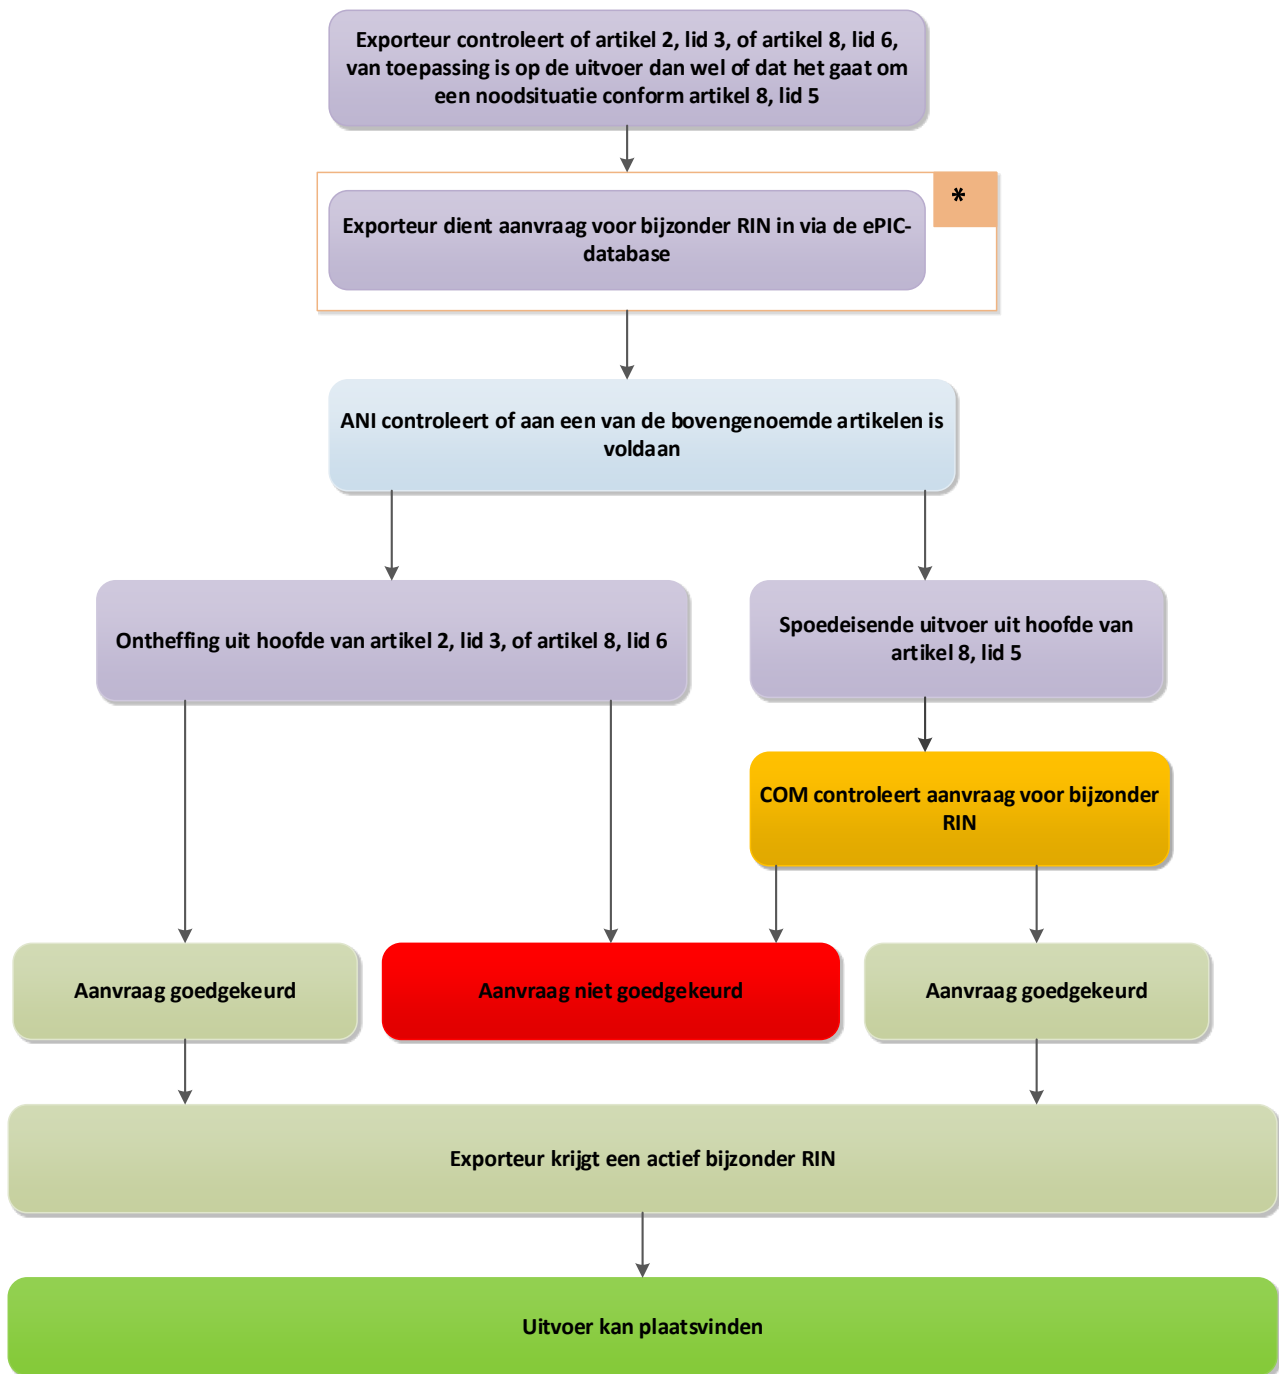 Exporteur controleert of artikel 2, lid 3, of artikel 8, lid 6,
van toepassing is op de uitvoer dan wel of dat het gaat om
een noodsituatie conform artikel 8, lid 5
*
Exporteur dient aanvraag voor bijzonder RIN in via de ePIC-
database
ANI controleert of aan een van de bovengenoemde artikelen is
voldaan
Ontheffing uit hoofde van artikel 2, lid 3, of artikel 8, lid 6
Spoedeisende uitvoer uit hoofde van
artikel 8, lid 5
COM controleert aanvraag voor bijzonder
RIN
Aanvraag goedgekeurd
Aanvraag niet goedgekeurd
Aanvraag goedgekeurd
Exporteur krijgt een actief bijzonder RIN
Uitvoer kan plaatsvinden